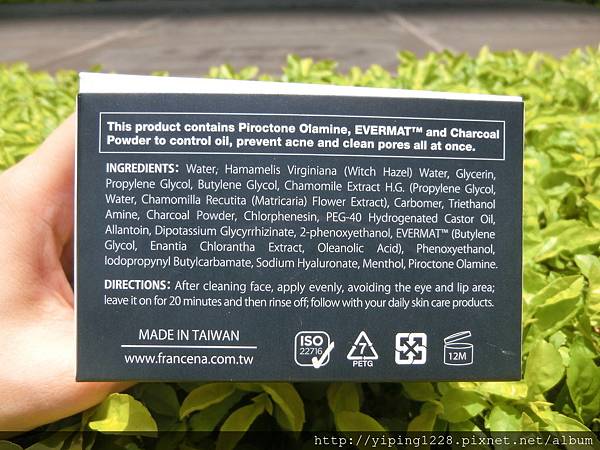 This product contains Piroctone Olamine, EVERMAT™ and Charcoal
Powder to control oil, prevent acne and clean pores all at once.
INGREDIENTS: Water, Hamamelis Virginiana (Witch Hazel) Water, Glycerin,
Propylene Glycol, Butylene Glycol, Chamomile Extract H.G. (Propylene Glycol,
Water, Chamomilla Recutita (Matricaria) Flower Extract), Carbomer, Triethanol
Amine, Charcoal Powder, Chlorphenesin, PEG-40 Hydrogenated Castor Oil,
Allantoin, Dipotassium Glycyrrhizinate, 2-phenoxyethanol, EVERMAT™ (Butylene
Glycol, Enantia Chlorantha Extract, Oleanolic Acid), Phenoxyethanol,
Iodopropynyl Butylcarbamate, Sodium Hyaluronate, Menthol, Piroctone Olamine.
DIRECTIONS: After cleaning face, apply evenly, avoiding the eye and lip area;
leave it on for 20 minutes and then rinse off; follow with your daily skin care products.
MADE IN TAIWAN
www.francena.com.tw
ISO
22716
7
PETG
12M
http://yiping1228.pixnet.net/album